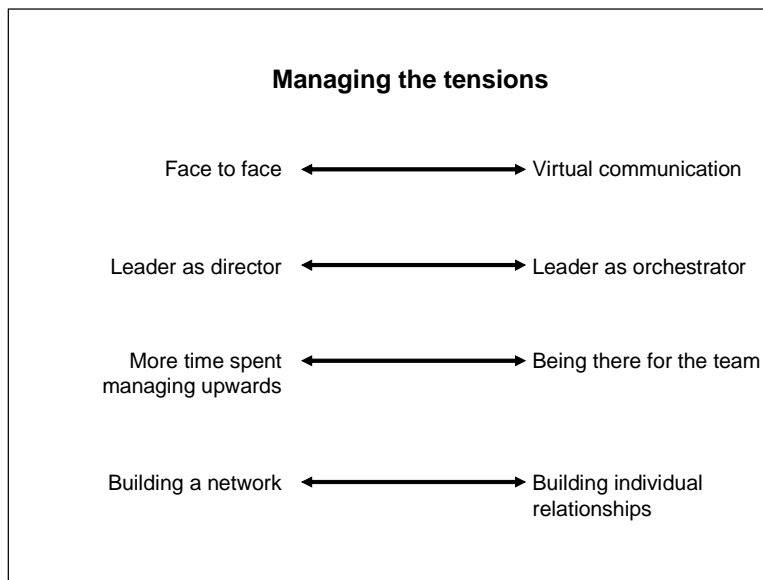 Managing the tensions
Face to face
Virtual communication
Leader as director
Leader as orchestrator
More time spent
managing upwards
Being there for the team
Building a network
Building individual
relationships